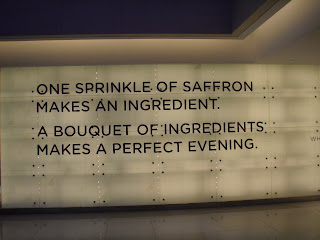 ONE SPRINKLE OF SAFFRON
MAKES AN INGREDIENT.
A BOUQUET OF INGREDIENTS
MAKES A PERFECT EVENING.